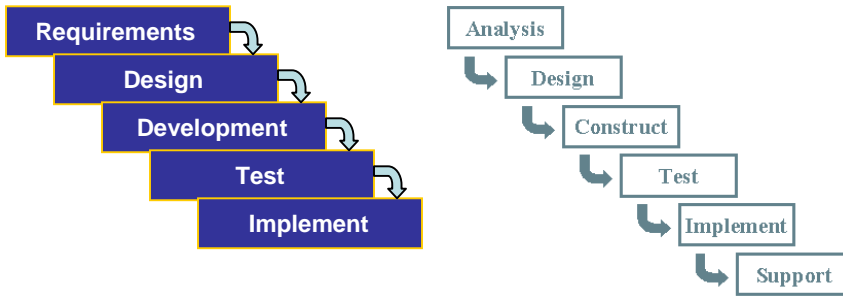 Requirements
Design
Development
Test
Implement
Analysis
Design
Construct
Test
Implement
Support